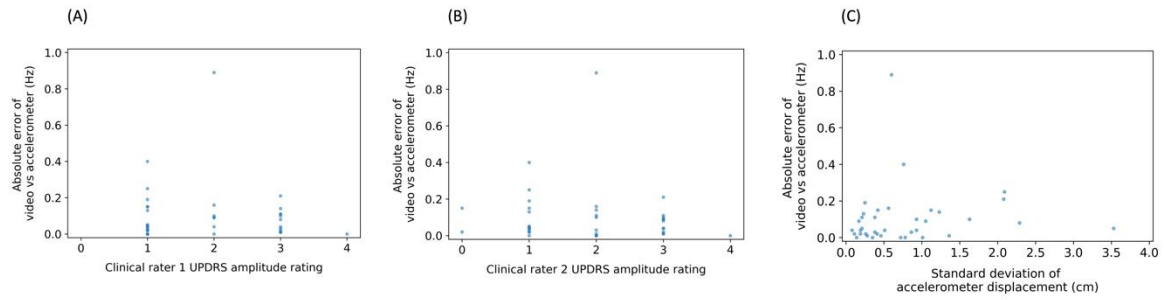 (A)
(B)
(C)
Absolute error of
video vs accelerometer (Hz)
1.0
0.8
0.6
0.4
0.2
0.0
0
1
2
3
4
Clinical rater 1 UPDRS amplitude rating
Absolute error of
video vs accelerometer (Hz)
1.0
0.8
0.6
0.4
0.2
0.0
0
1
2
3
4
Clinical rater 2 UPDRS amplitude rating
Absolute error of
video vs accelerometer (Hz)
1.0
0.8
0.6
0.4
0.2
0.0
0.0
0.5
1.0
1.5
2.0
2.5
3.0
3.5
4.0
Standard deviation of
accelerometer displacement (cm)